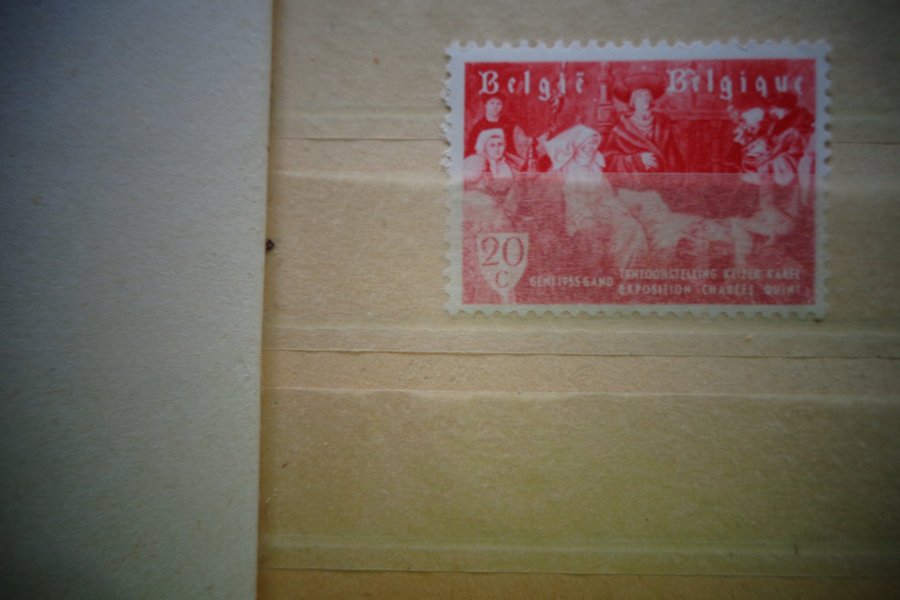 België Belgique
20
C
GENT 1955 GAND
TENTOONSTELLING KEIZER KAREL
EXPOSITION CHARLES QUINT